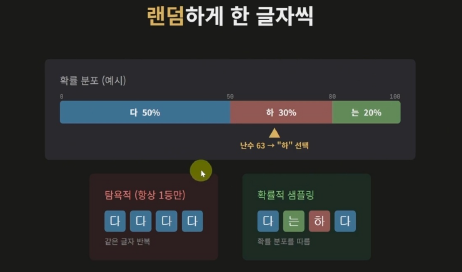 랜덤하게 한 글자씩
확률 분포 (예시)
0 50 80 100
다 50% 하 30% 는 20%
난수 63 → "하" 선택
탐욕적 (항상 1등만)
다 다 다 다
같은 글자 반복
확률적 샘플링
다 는 하 다
확률 분포를 따름